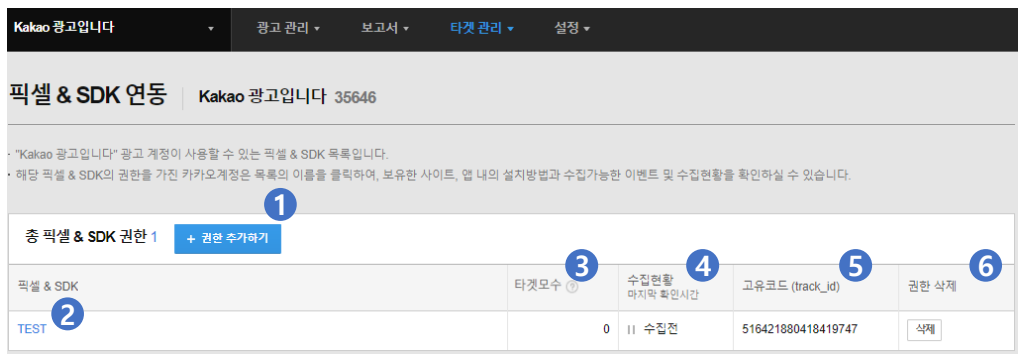 Kakao 광고입니다 광고 관리 보고서 타겟 관리 설정
픽셀 & SDK 연동 Kakao 광고입니다 35646
· "Kakao 광고입니다" 광고 계정이 사용할 수 있는 픽셀 & SDK 목록입니다.
· 해당 픽셀 & SDK의 권한을 가진 카카오계정은 목록의 이름을 클릭하여, 보유한 사이트, 앱 내의 설치방법과 수집가능한 이벤트 및 수집현황을 확인하실 수 있습니다.
1
총 픽셀 & SDK 권한 1 + 권한 추가하기
3 4 5 6
픽셀 & SDK 타겟모수 ? 수집현황 고유코드 (track_id) 권한 삭제
마지막 확인시간
2
TEST 0 II 수집전 516421880418419747 삭제